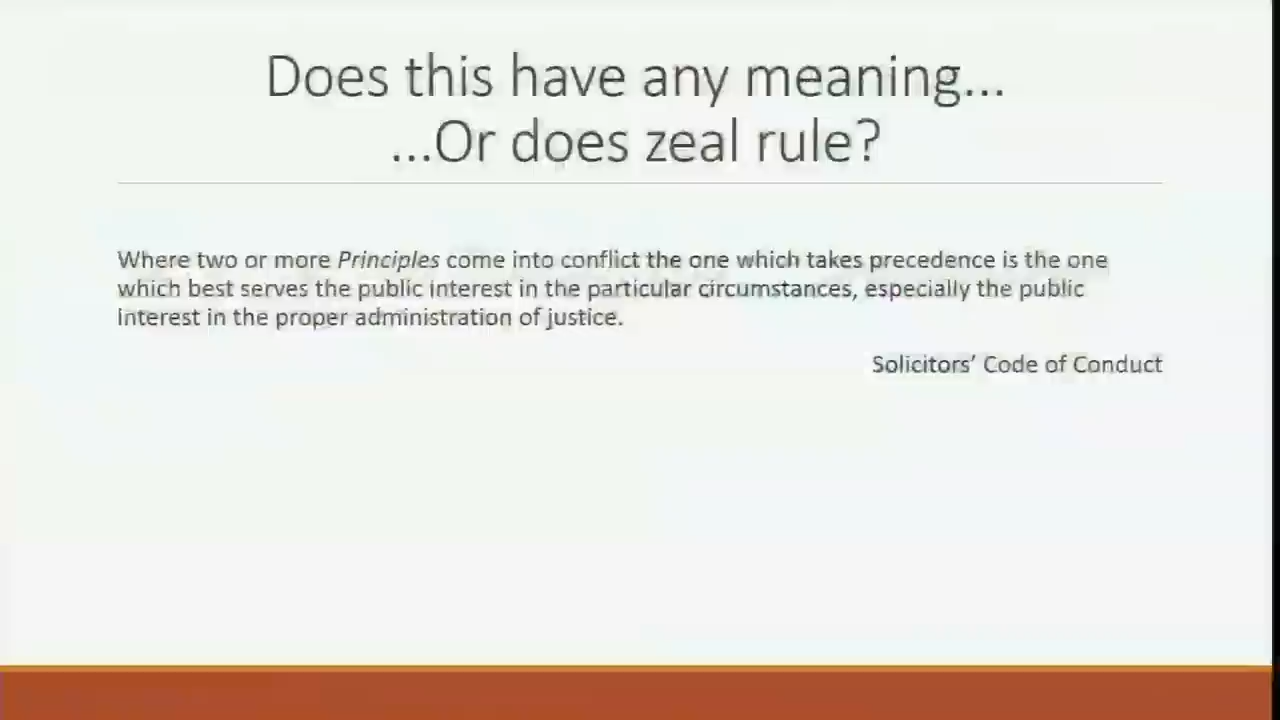 Does this have any meaning...
...Or does zeal rule?
Where two or more Principles come into conflict the one which takes precedence is the one
which best serves the public interest in the particular circumstances, especially the public
interest in the proper administration of justice.
Solicitors’ Code of Conduct